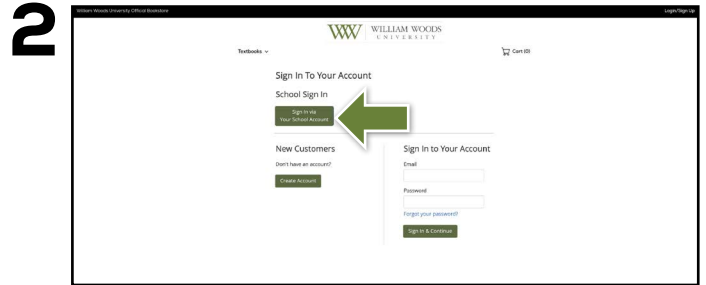 2
William Woods University Official Bookstore
Login/Sign Up
WW WILLIAM WOODS
UNIVERSITY
Textbooks
Cart (0)
Sign In To Your Account
School Sign In
Sign in via
Your School Account
New Customers
Don't have an account?
Create Account
Sign In to Your Account
Email
Password
Forgot your password?
Sign In & Continue